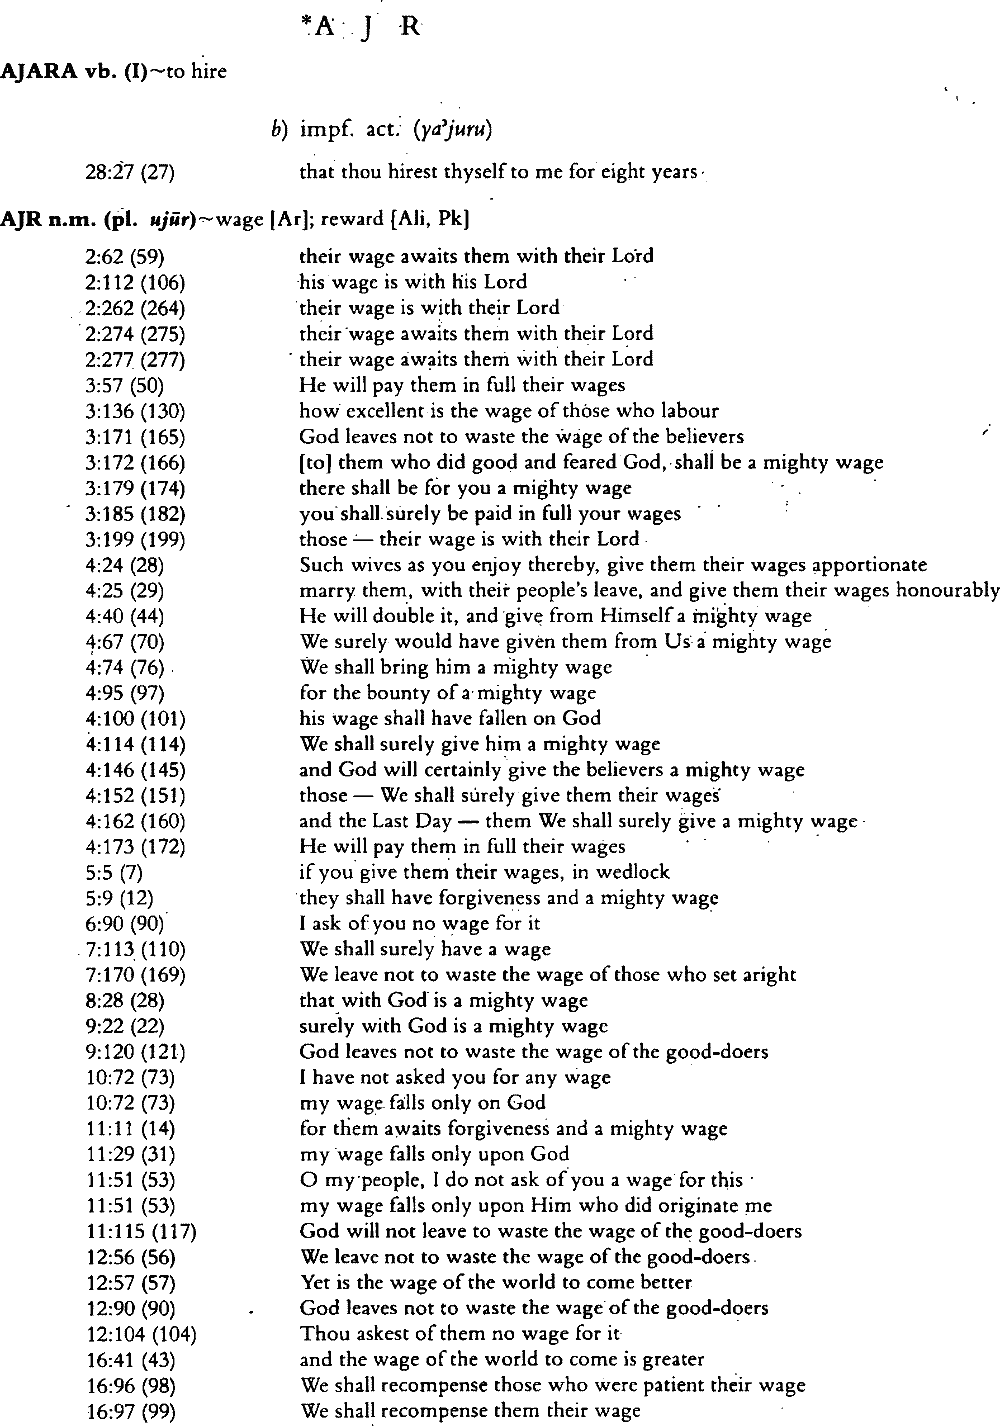 *A J R
AJARA vb. (I)~to hire
b) impf. act. (yaʾjuru)
28:27 (27) that thou hirest thyself to me for eight years
AJR n.m. (pl. ujūr)~wage [Ar]; reward [Ali, Pk]
2:62 (59) their wage awaits them with their Lord
2:112 (106) his wage is with his Lord
2:262 (264) their wage is with their Lord
2:274 (275) their wage awaits them with their Lord
2:277 (277) their wage awaits them with their Lord
3:57 (50) He will pay them in full their wages
3:136 (130) how excellent is the wage of those who labour
3:171 (165) God leaves not to waste the wage of the believers
3:172 (166) [to] them who did good and feared God, shall be a mighty wage
3:179 (174) there shall be for you a mighty wage
3:185 (182) you shall surely be paid in full your wages
3:199 (199) those — their wage is with their Lord
4:24 (28) Such wives as you enjoy thereby, give them their wages apportionate
4:25 (29) marry them, with their people's leave, and give them their wages honourably
4:40 (44) He will double it, and give from Himself a mighty wage
4:67 (70) We surely would have given them from Us a mighty wage
4:74 (76) We shall bring him a mighty wage
4:95 (97) for the bounty of a mighty wage
4:100 (101) his wage shall have fallen on God
4:114 (114) We shall surely give him a mighty wage
4:146 (145) and God will certainly give the believers a mighty wage
4:152 (151) those — We shall surely give them their wages
4:162 (160) and the Last Day — them We shall surely give a mighty wage
4:173 (172) He will pay them in full their wages
5:5 (7) if you give them their wages, in wedlock
5:9 (12) they shall have forgiveness and a mighty wage
6:90 (90) I ask of you no wage for it
7:113 (110) We shall surely have a wage
7:170 (169) We leave not to waste the wage of those who set aright
8:28 (28) that with God is a mighty wage
9:22 (22) surely with God is a mighty wage
9:120 (121) God leaves not to waste the wage of the good-doers
10:72 (73) I have not asked you for any wage
10:72 (73) my wage falls only on God
11:11 (14) for them awaits forgiveness and a mighty wage
11:29 (31) my wage falls only upon God
11:51 (53) O my people, I do not ask of you a wage for this
11:51 (53) my wage falls only upon Him who did originate me
11:115 (117) God will not leave to waste the wage of the good-doers
12:56 (56) We leave not to waste the wage of the good-doers
12:57 (57) Yet is the wage of the world to come better
12:90 (90) God leaves not to waste the wage of the good-doers
12:104 (104) Thou askest of them no wage for it
16:41 (43) and the wage of the world to come is greater
16:96 (98) We shall recompense those who were patient their wage
16:97 (99) We shall recompense them their wage